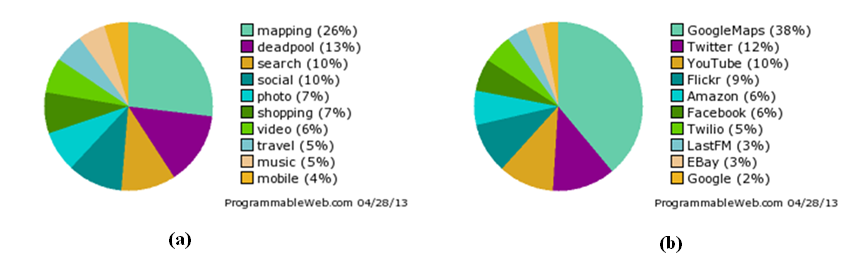 mapping (26%)
deadpool (13%)
search (10%)
social (10%)
photo (7%)
shopping (7%)
video (6%)
travel (5%)
music (5%)
mobile (4%)
ProgrammableWeb.com 04/28/13
(a)
GoogleMaps (38%)
Twitter (12%)
YouTube (10%)
Flickr (9%)
Amazon (6%)
Facebook (6%)
Twilio (5%)
LastFM (3%)
EBay (3%)
Google (2%)
ProgrammableWeb.com 04/28/13
(b)